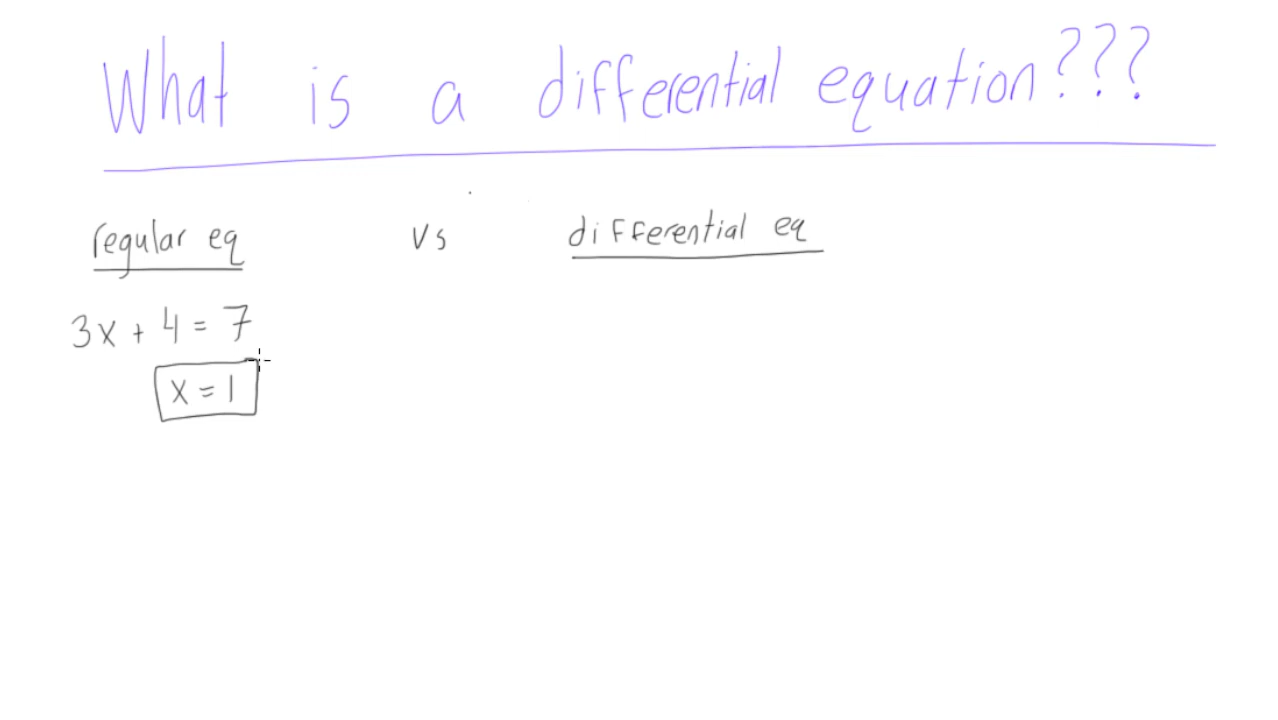 What is a differential equation???
regular eq vs differential eq
3x + 4 = 7
x = 1